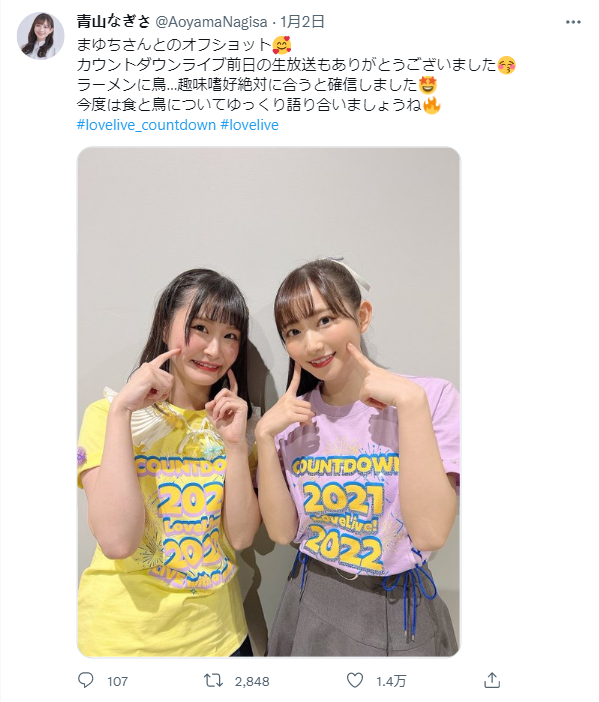 青山なぎさ @AoyamaNagisa · 1月2日
まゆちさんとのオフショット🥰
カウントダウンライブ前日の生放送もありがとうございました😚
ラーメンに鳥...趣味嗜好絶対に合うと確信しました🤩
今度は食と鳥についてゆっくり語り合いましょうね🔥
#lovelive_countdown #lovelive
COUNTDOWN
2021
LoveLive!
2022
COUNTDOWN
2021
LoveLive!
2022
107 2,848 1.4万